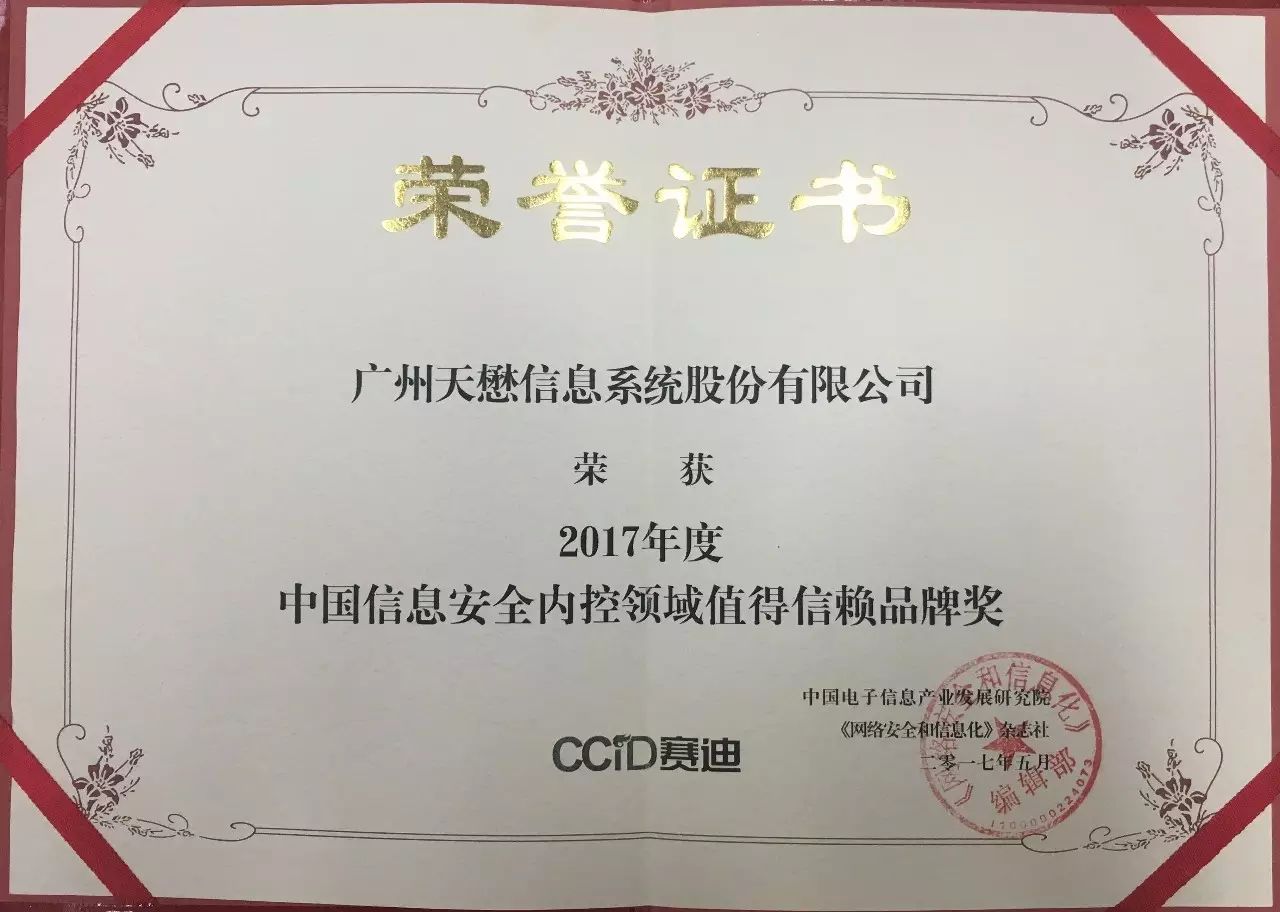 荣誉证书
广州天懋信息系统股份有限公司
荣 获
2017年度
中国信息安全内控领域值得信赖品牌奖
中国电子信息产业发展研究院
《网络安全和信息化》杂志社
二零一七年五月
CCID赛迪
《网络安全和信息化》
编辑部
1100000224073